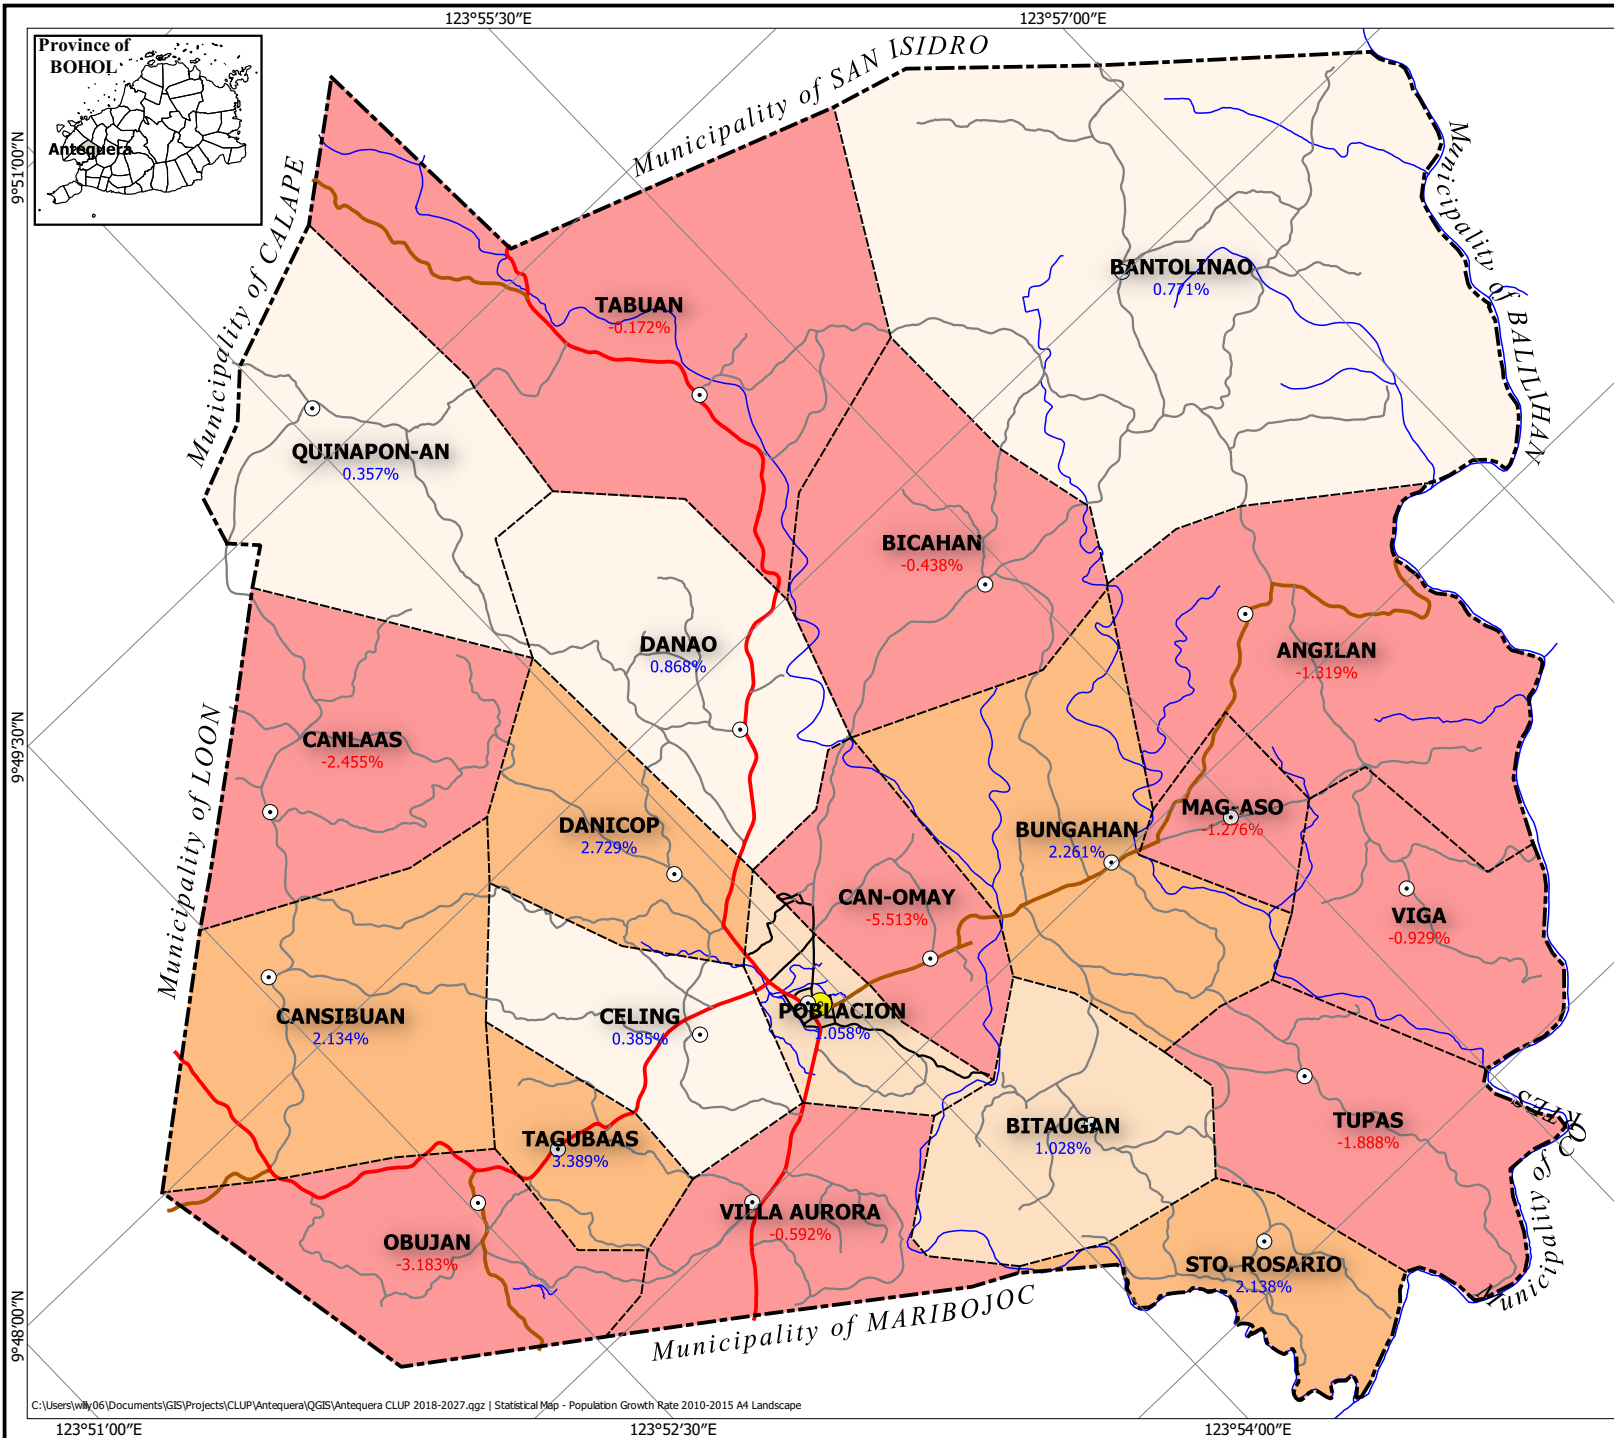 123°55'30"E
123°57'00"E
Province of
BOHOL
Antequera
9°51'00"N
9°49'30"N
9°48'00"N
Municipality of SAN ISIDRO
Municipality of CALAPE
Municipality of BALILIHAN
Municipality of LOON
BANTOLINAO
0.771%
TABUAN
-0.172%
QUINAPON-AN
0.357%
BICAHAN
-0.438%
DANAO
0.868%
ANGILAN
-1.319%
CANLAAS
-2.455%
MAG-ASO
-1.276%
DANICOP
2.729%
BUNGAHAN
2.261%
CAN-OMAY
-5.513%
VIGA
-0.929%
CANSIBUAN
2.134%
CELING
0.385%
POBLACION
1.058%
TUPAS
-1.888%
BITAUGAN
1.028%
TAGUBAAS
3.389%
VILLA AURORA
-0.592%
OBUJAN
-3.183%
STO. ROSARIO
2.138%
Municipality of CORTES
Municipality of MARIBOJOC
C:\Users\willy06\Documents\GIS\Projects\CLUP\Antequera\QGIS\Antequera CLUP 2018-2027.qgz | Statistical Map - Population Growth Rate 2010-2015 A4 Landscape
123°51'00"E
123°52'30"E
123°54'00"E